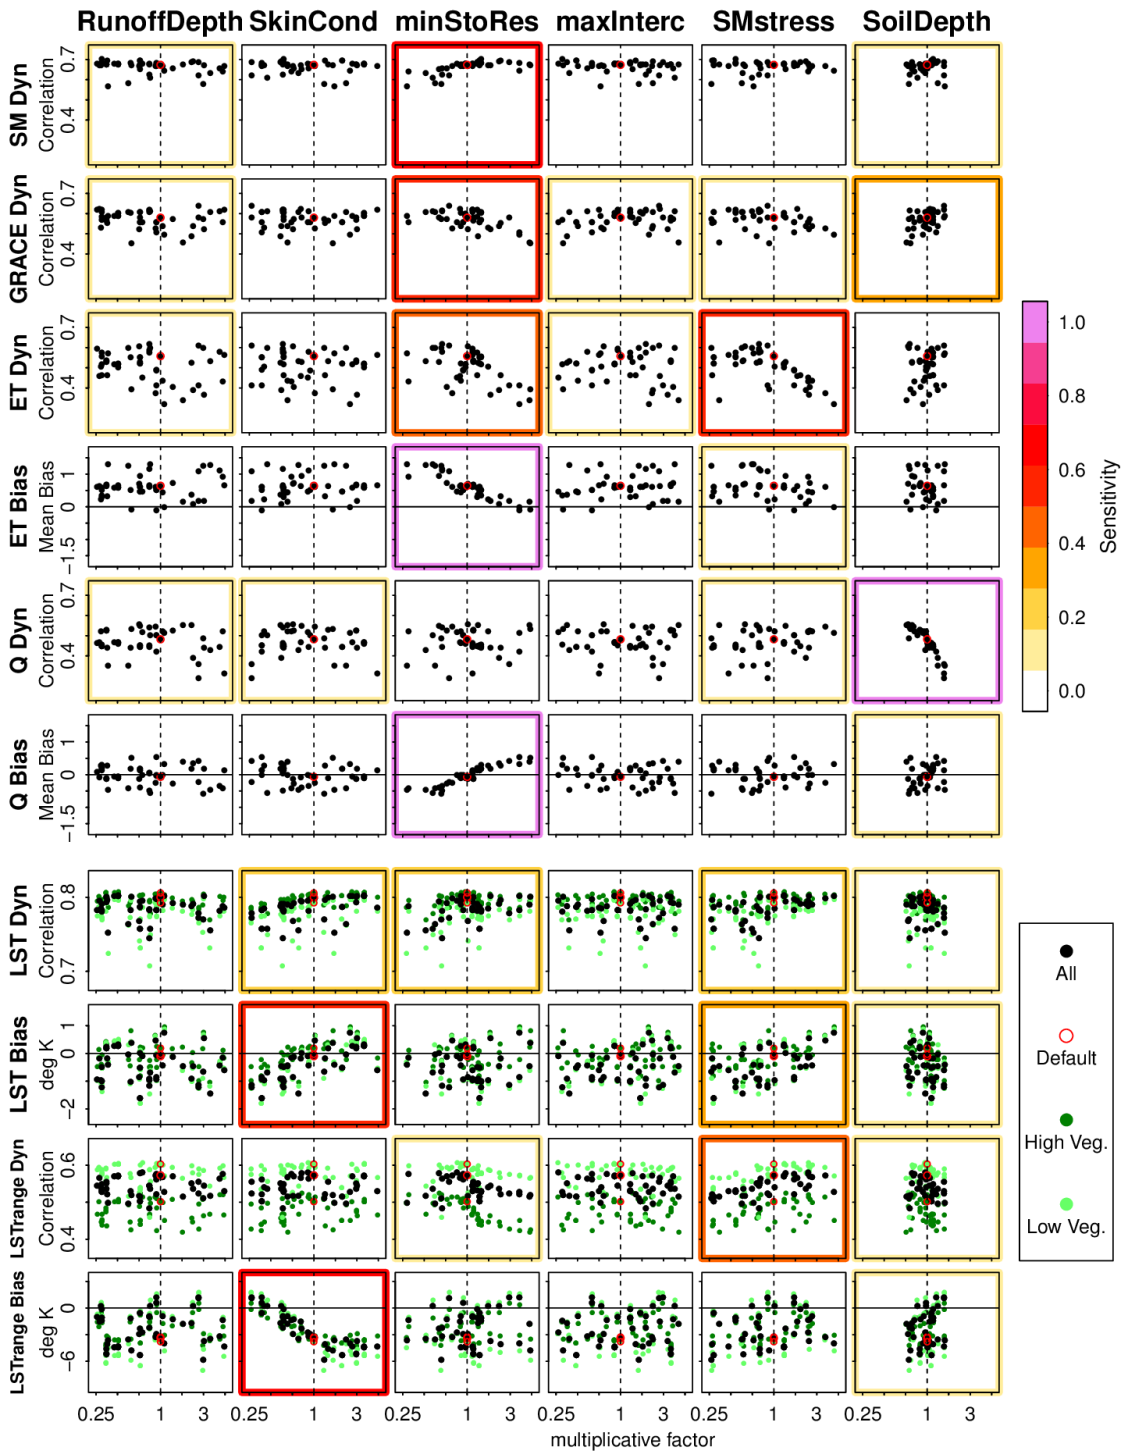 RunoffDepth SkinCond minStoRes maxInterc SMstress SoilDepth
SM Dyn
Correlation
0.7
0.4
GRACE Dyn
Correlation
0.7
0.4
ET Dyn
Correlation
0.7
0.4
ET Bias
Mean Bias
1
0
−1.5
Q Dyn
Correlation
0.7
0.4
Q Bias
Mean Bias
1
0
−1.5
LST Dyn
Correlation
0.8
0.7
LST Bias
deg K
1
0
−2
LSTrange Dyn
Correlation
0.6
0.4
LSTrange Bias
deg K
0
−6
0.25 1 3 0.25 1 3 0.25 1 3 0.25 1 3 0.25 1 3 0.25 1 3
multiplicative factor
1.0
0.8
0.6
0.4
0.2
0.0
Sensitivity
All
Default
High Veg.
Low Veg.